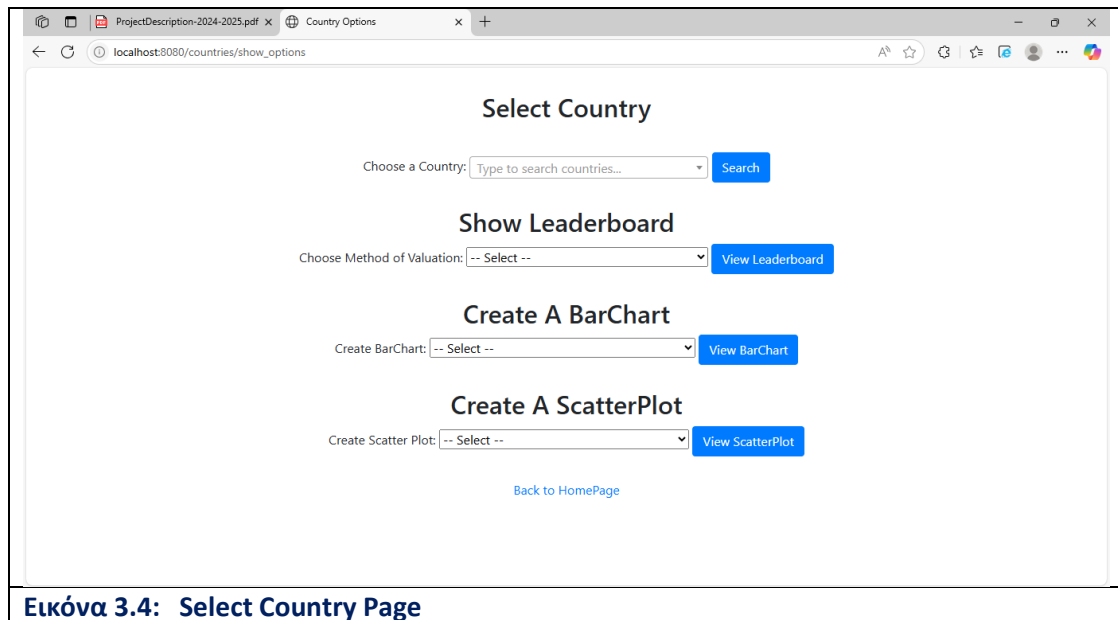 ProjectDescription-2024-2025.pdf
Country Options
localhost:8080/countries/show_options
Select Country
Choose a Country: Type to search countries... Search
Show Leaderboard
Choose Method of Valuation: -- Select -- View Leaderboard
Create A BarChart
Create BarChart: -- Select -- View BarChart
Create A ScatterPlot
Create Scatter Plot: -- Select -- View ScatterPlot
Back to HomePage
Εικόνα 3.4: Select Country Page